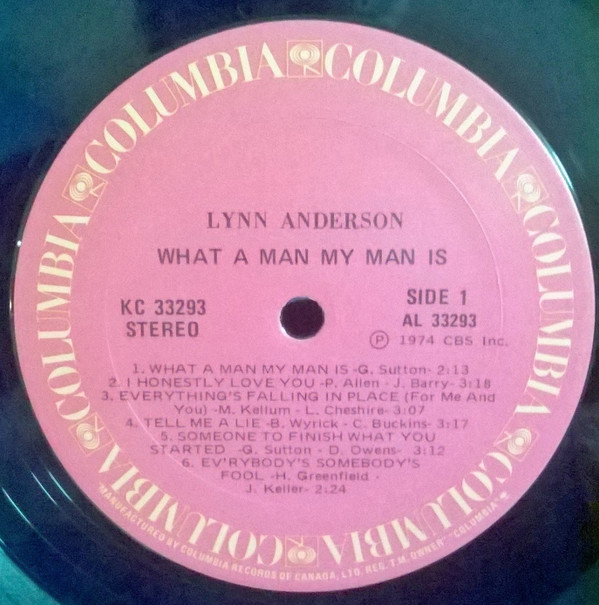 COLUMBIA COLUMBIA COLUMBIA COLUMBIA COLUMBIA COLUMBIA
LYNN ANDERSON
WHAT A MAN MY MAN IS
KC 33293
STEREO
SIDE 1
AL 33293
Ⓟ 1974 CBS Inc.
1. WHAT A MAN MY MAN IS -G. Sutton- 2:13
2. I HONESTLY LOVE YOU -P. Allen - J. Barry- 3:18
3. EVERYTHING'S FALLING IN PLACE (For Me And
You) -M. Kellum - L. Cheshire- 3:07
4. TELL ME A LIE -B. Wyrick - C. Buckins- 3:17
5. SOMEONE TO FINISH WHAT YOU
STARTED -G. Sutton - D. Owens- 3:12
6. EV'RYBODY'S SOMEBODY'S
FOOL -H. Greenfield -
J. Keller- 2:24
"MANUFACTURED BY COLUMBIA RECORDS OF CANADA, LTD. REG. T.M. OWNER" "COLUMBIA"